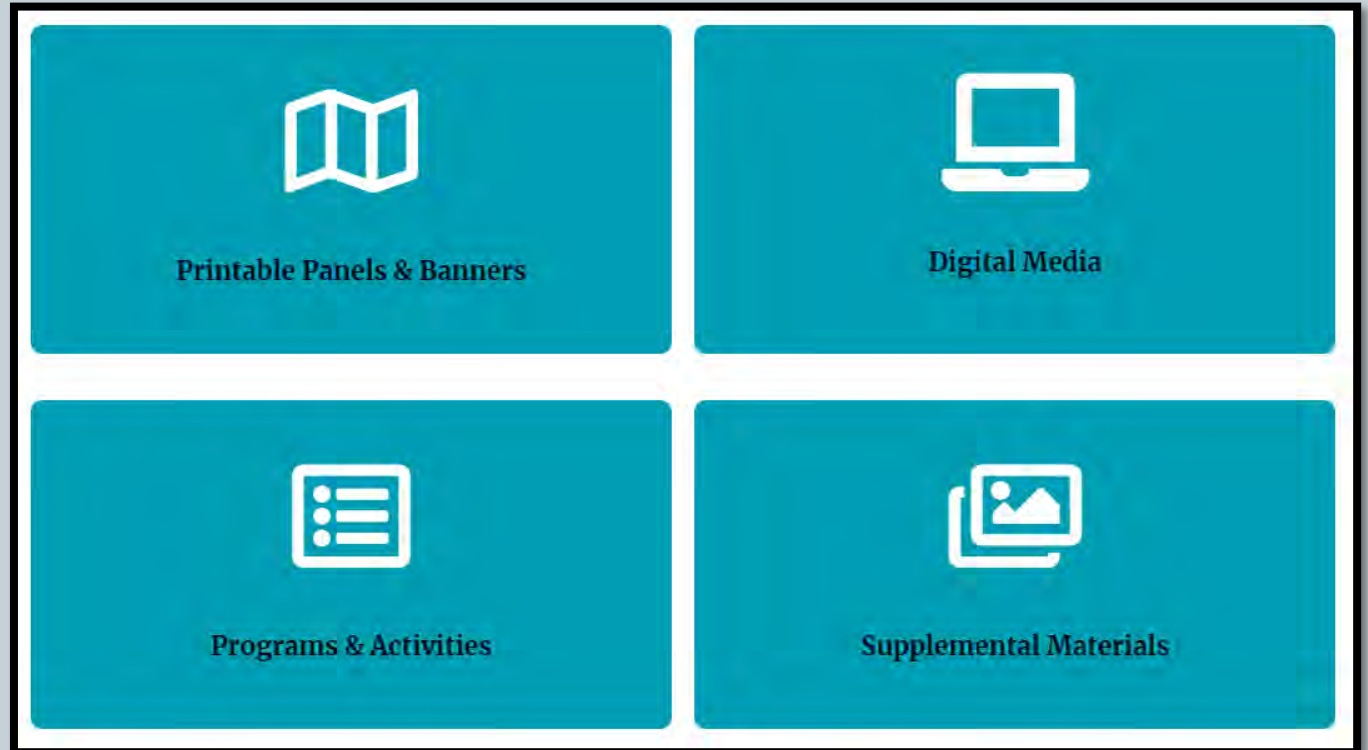 Printable Panels & Banners
Digital Media
Programs & Activities
Supplemental Materials